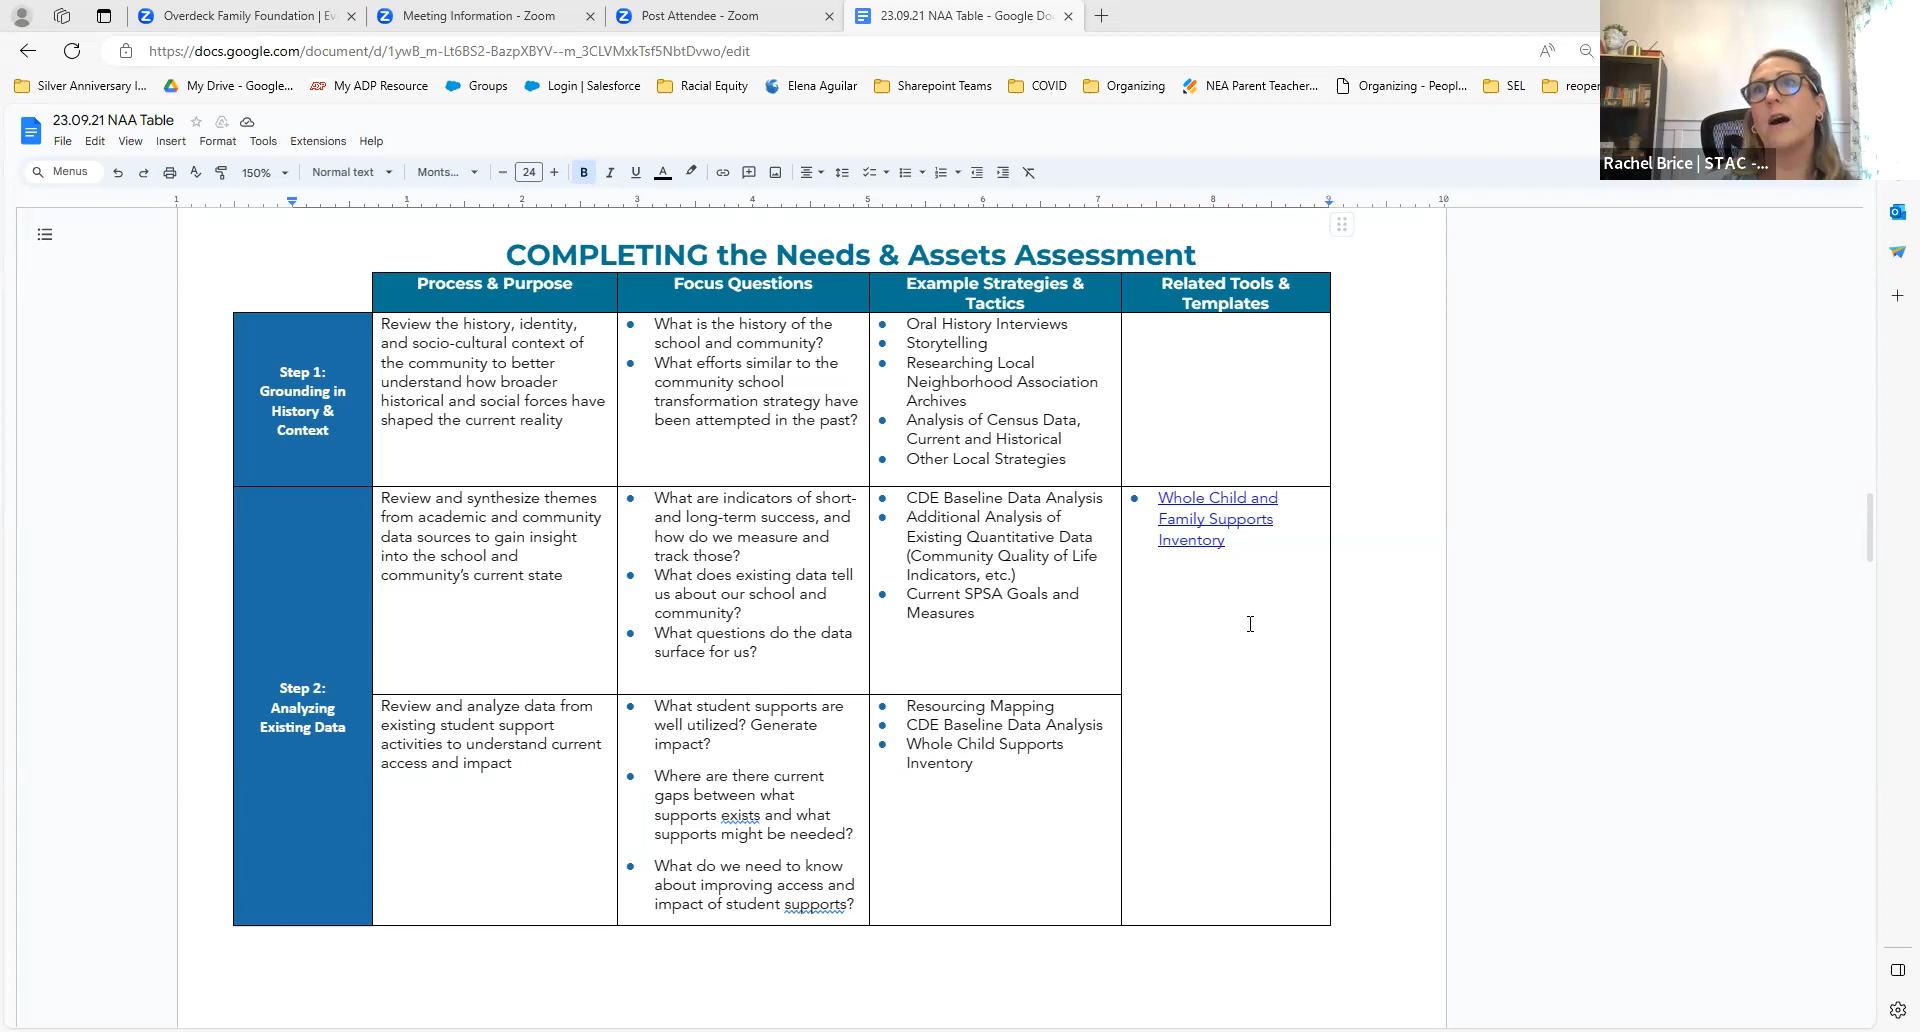 Overdeck Family Foundation | Ev
Meeting Information - Zoom
Post Attendee - Zoom
23.09.21 NAA Table - Google Do
https://docs.google.com/document/d/1ywB_m-Lt6BS2-BazpXBYV--m_3CLVMxkTsf5NbtDvwo/edit
Silver Anniversary I...
My Drive - Google...
My ADP Resource
Groups
Login | Salesforce
Racial Equity
Elena Aguilar
Sharepoint Teams
COVID
Organizing
NEA Parent Teacher...
Organizing - Peopl...
SEL
reoper
23.09.21 NAA Table
File Edit View Insert Format Tools Extensions Help
Menus 150% Normal text Monts... 24 B I U A
Rachel Brice | STAC -...
1 1 2 3 4 5 6 7 8 9 10
COMPLETING the Needs & Assets Assessment
Process & Purpose
Focus Questions
Example Strategies &
Tactics
Related Tools &
Templates
Step 1:
Grounding in
History &
Context
Review the history, identity,
and socio-cultural context of
the community to better
understand how broader
historical and social forces have
shaped the current reality
What is the history of the
school and community?
What efforts similar to the
community school
transformation strategy have
been attempted in the past?
Oral History Interviews
Storytelling
Researching Local
Neighborhood Association
Archives
Analysis of Census Data,
Current and Historical
Other Local Strategies
Step 2:
Analyzing
Existing Data
Review and synthesize themes
from academic and community
data sources to gain insight
into the school and
community's current state
What are indicators of short-
and long-term success, and
how do we measure and
track those?
What does existing data tell
us about our school and
community?
What questions do the data
surface for us?
CDE Baseline Data Analysis
Additional Analysis of
Existing Quantitative Data
(Community Quality of Life
Indicators, etc.)
Current SPSA Goals and
Measures
Whole Child and
Family Supports
Inventory
Review and analyze data from
existing student support
activities to understand current
access and impact
What student supports are
well utilized? Generate
impact?
Where are there current
gaps between what
supports exists and what
supports might be needed?
What do we need to know
about improving access and
impact of student supports?
Resourcing Mapping
CDE Baseline Data Analysis
Whole Child Supports
Inventory